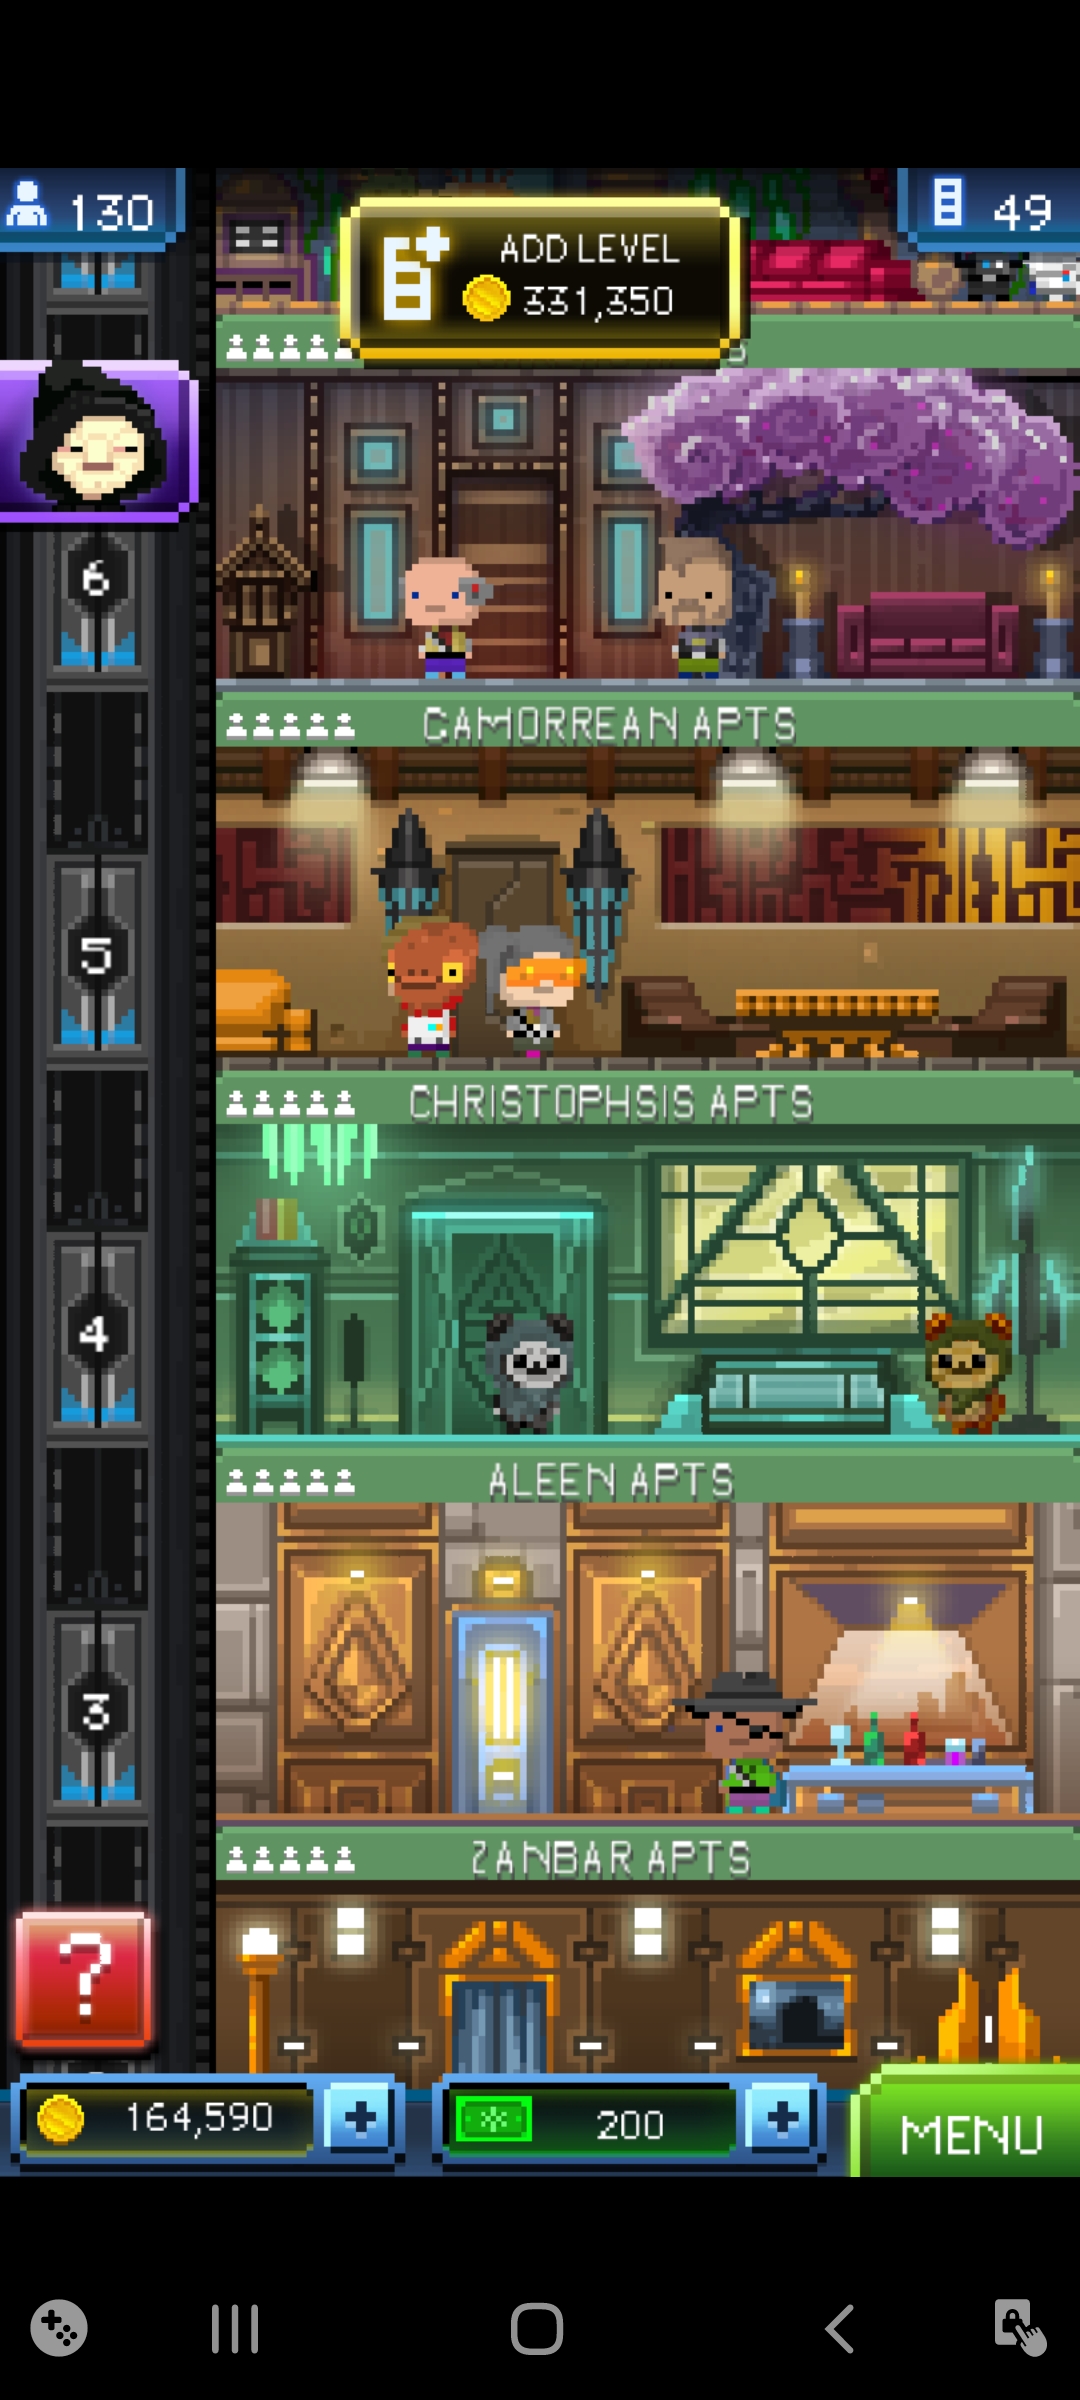 130
ADD LEVEL
331,350
49
6
CAMORREAN APTS
5
CHRISTOPHSIS APTS
4
ALEEN APTS
3
ZANBAR APTS
?
164,590
200
MENU